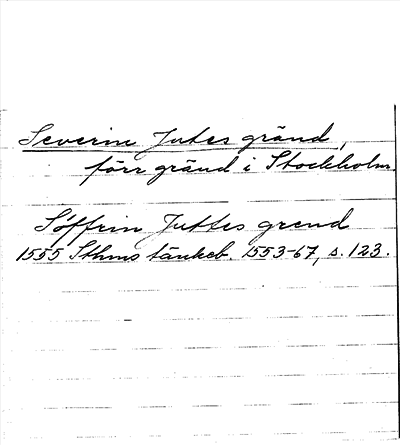 Severin Jutes gränd,
förr gränd i Stockholm.
Söffrin Juttes grend
1555 Sthms tänkeb. 1553-67, s. 123.